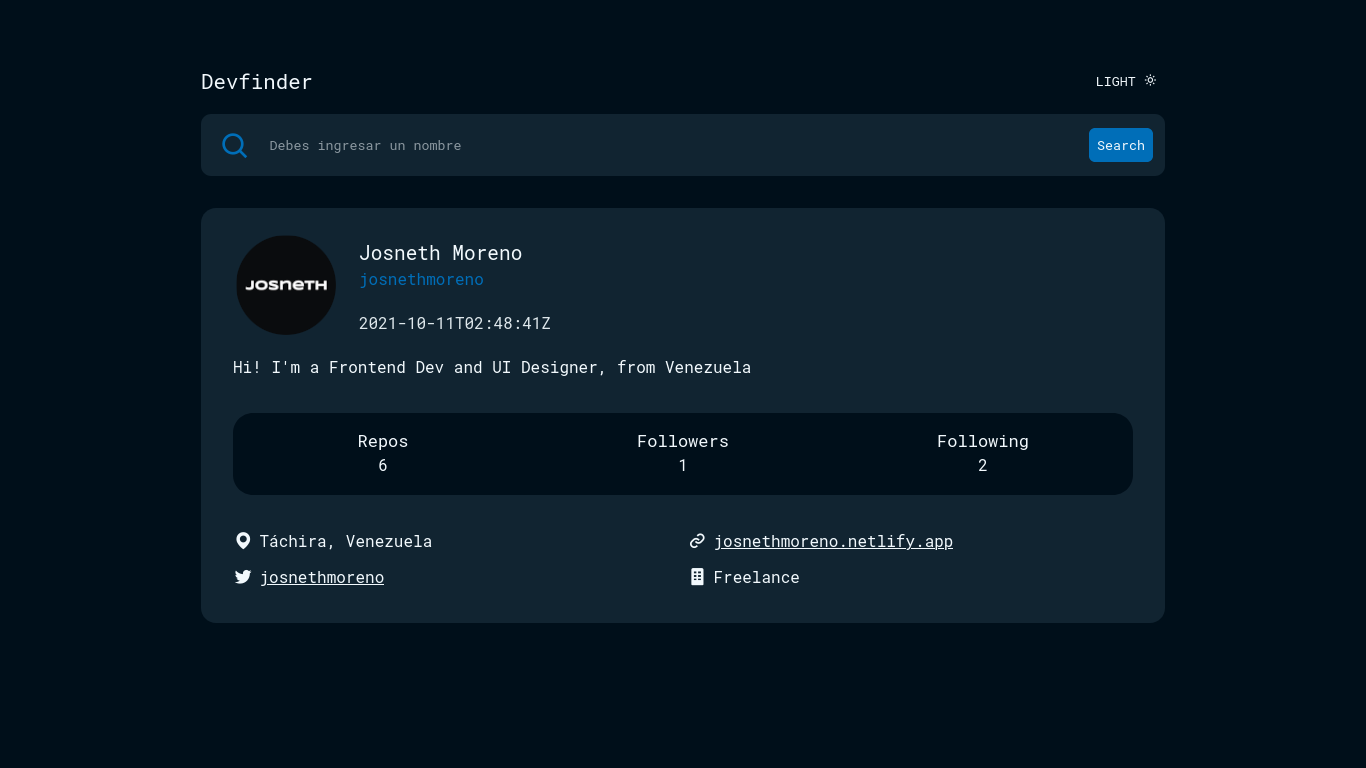 Devfinder
LIGHT
Debes ingresar un nombre
Search
JOSNETH
Josneth Moreno
josnethmoreno
2021-10-11T02:48:41Z
Hi! I'm a Frontend Dev and UI Designer, from Venezuela
Repos
6
Followers
1
Following
2
Táchira, Venezuela
josnethmoreno.netlify.app
josnethmoreno
Freelance